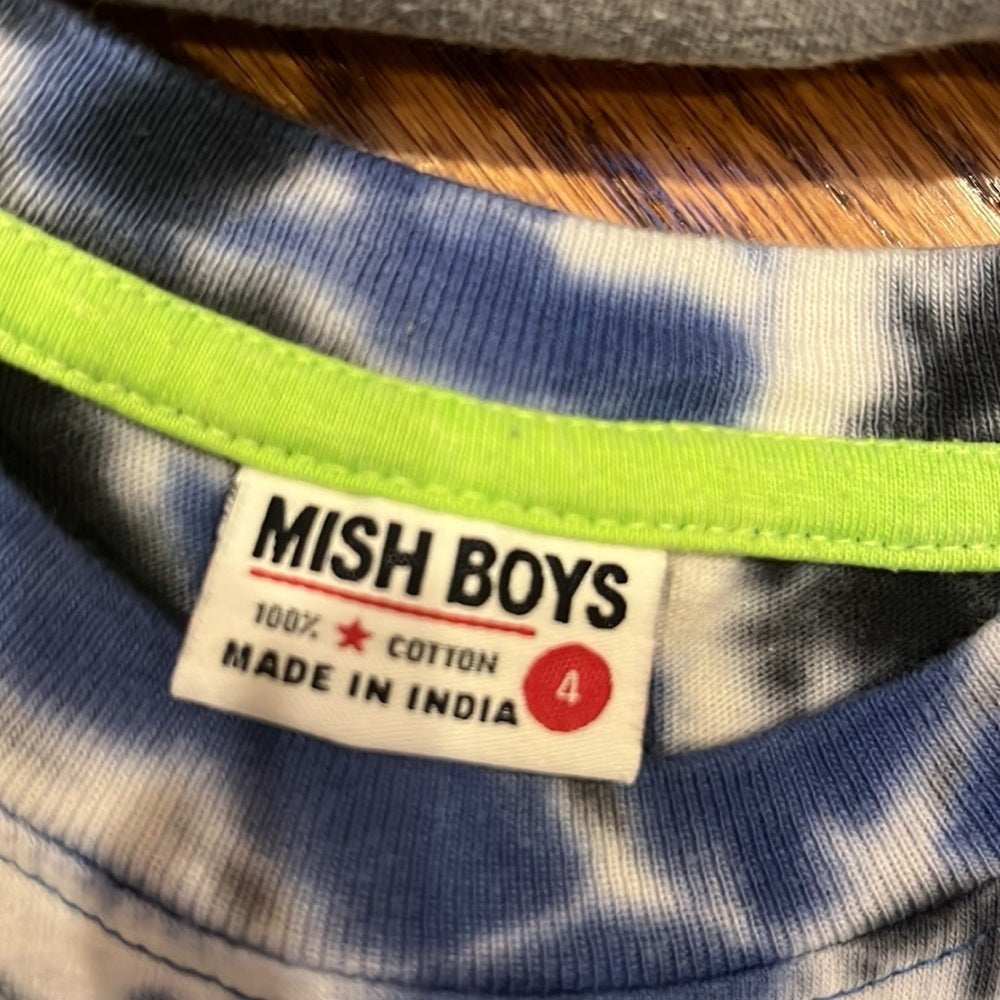 MISH BOYS
100% ★ COTTON
MADE IN INDIA
4